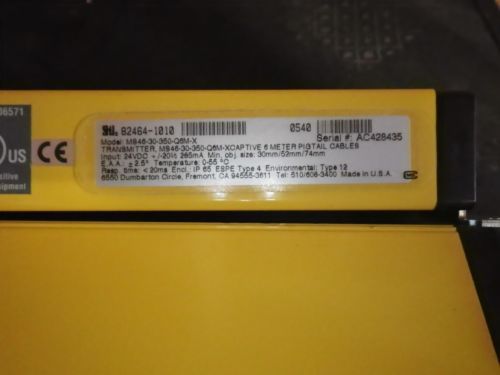 06571
US
sitive
uipment
CE
STI. 82464-1010 0540 Serial #: AC428435
Model: MS46-30-350-Q6M-X
TRANSMITTER, MS46-30-350-Q6M-XCAPTIVE 6 METER PIGTAIL CABLES
Input: 24VDC +/-20% 285mA Min. obj. size: 30mm/52mm/74mm
E.A.A.: ± 2.5° Temperature: 0-55 °C
Resp. time: < 20ms Encl.: IP 65 ESPE Type 4 Environmental: Type 12
6550 Dumbarton Circle, Fremont, CA 94555-3611 Tel: 510/608-3400 Made in U.S.A.